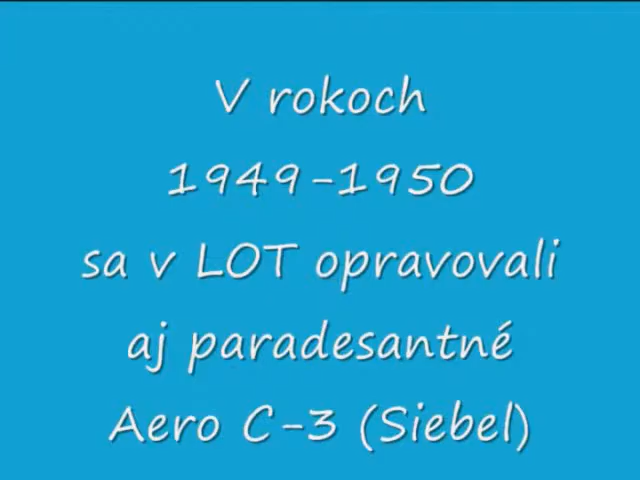 V rokoch
1949-1950
sa v LOT opravovali
aj paradesantné
Aero C-3 (Siebel)